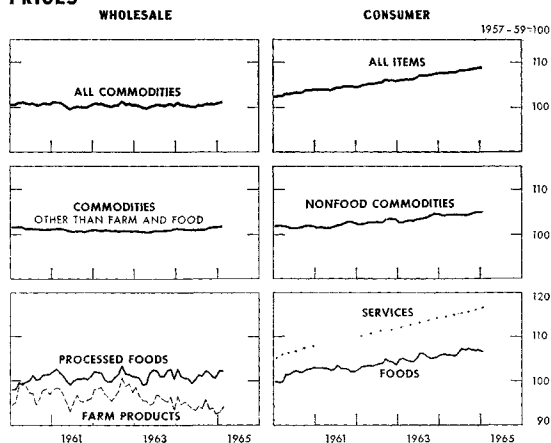 PRICES
WHOLESALE CONSUMER
1957-59=100
ALL COMMODITIES
ALL ITEMS
110
100
COMMODITIES
OTHER THAN FARM AND FOOD
NONFOOD COMMODITIES
110
100
PROCESSED FOODS
FARM PRODUCTS
SERVICES
FOODS
120
110
100
90
1961 1963 1965 1961 1963 1965